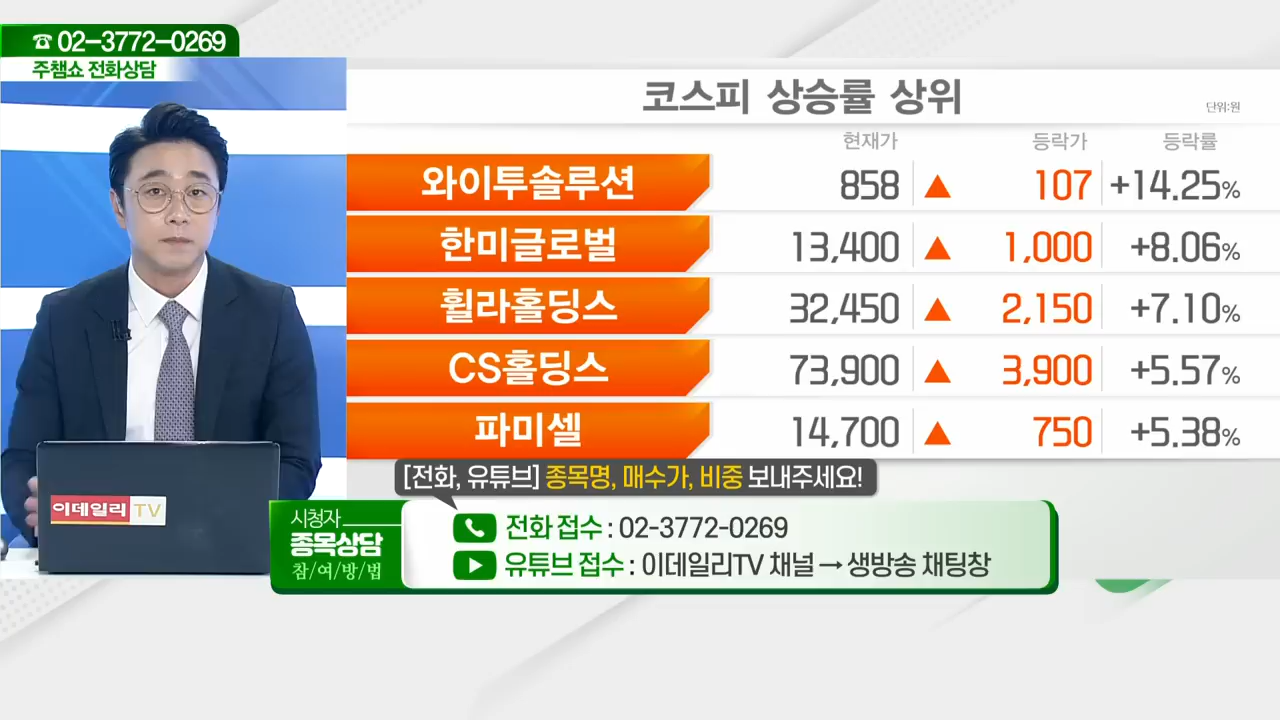 ☎ 02-3772-0269
주챔쇼 전화상담
코스피 상승률 상위
단위:원
현재가 등락가 등락률
와이투솔루션 858 ▲ 107 +14.25%
한미글로벌 13,400 ▲ 1,000 +8.06%
휠라홀딩스 32,450 ▲ 2,150 +7.10%
CS홀딩스 73,900 ▲ 3,900 +5.57%
파미셀 14,700 ▲ 750 +5.38%
[전화, 유튜브] 종목명, 매수가, 비중 보내주세요!
이데일리TV
시청자
종목상담
참/여/방/법
전화 접수 : 02-3772-0269
유튜브 접수 : 이데일리TV 채널 → 생방송 채팅창